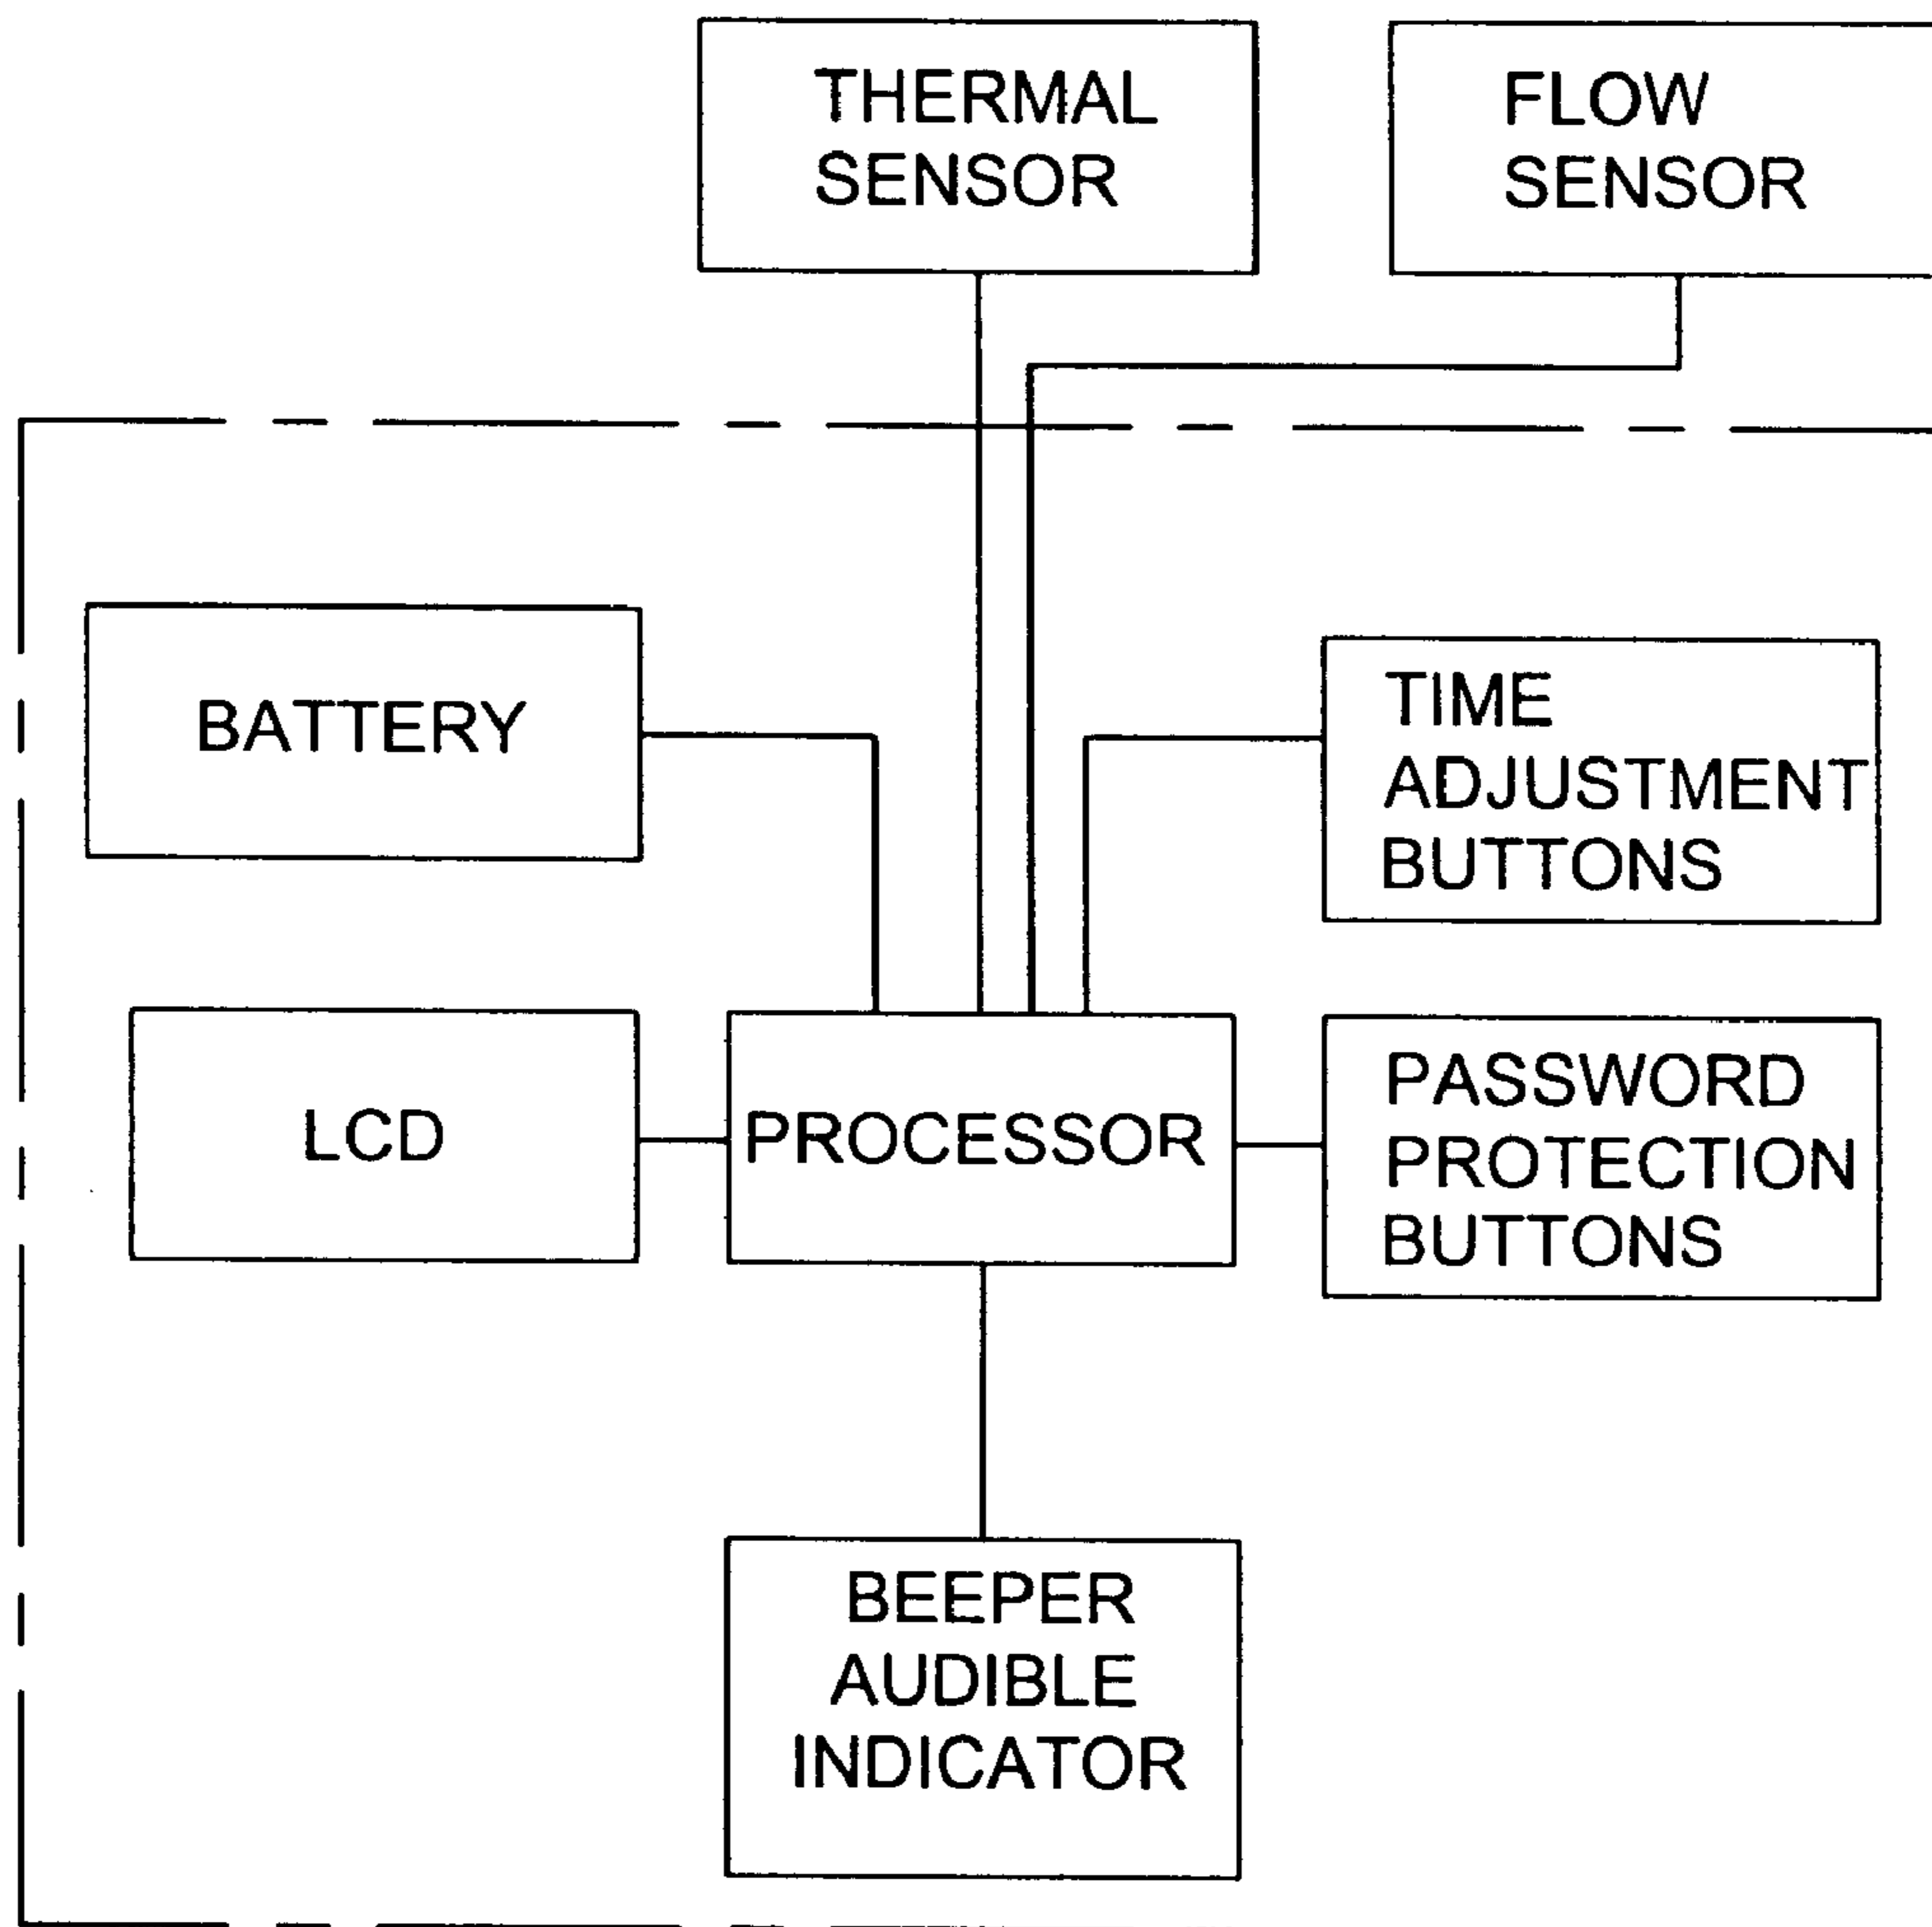 THERMAL
SENSOR
FLOW
SENSOR
BATTERY
TIME
ADJUSTMENT
BUTTONS
LCD
PROCESSOR
PASSWORD
PROTECTION
BUTTONS
BEEPER
AUDIBLE
INDICATOR